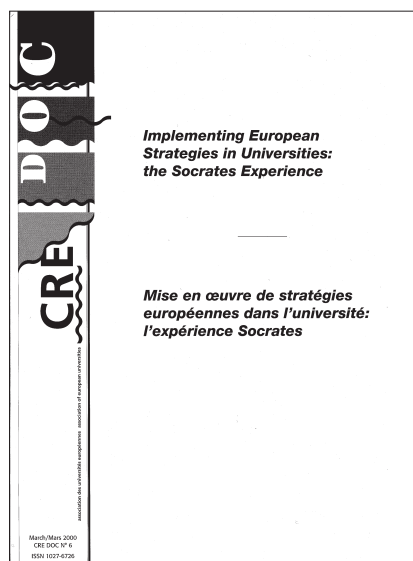 DOC
CRE
association des universités européennes association of european universities
Implementing European
Strategies in Universities:
the Socrates Experience
Mise en œuvre de stratégies
européennes dans l'université:
l'expérience Socrates
March/Mars 2000
CRE DOC N° 6
ISSN 1027-6726